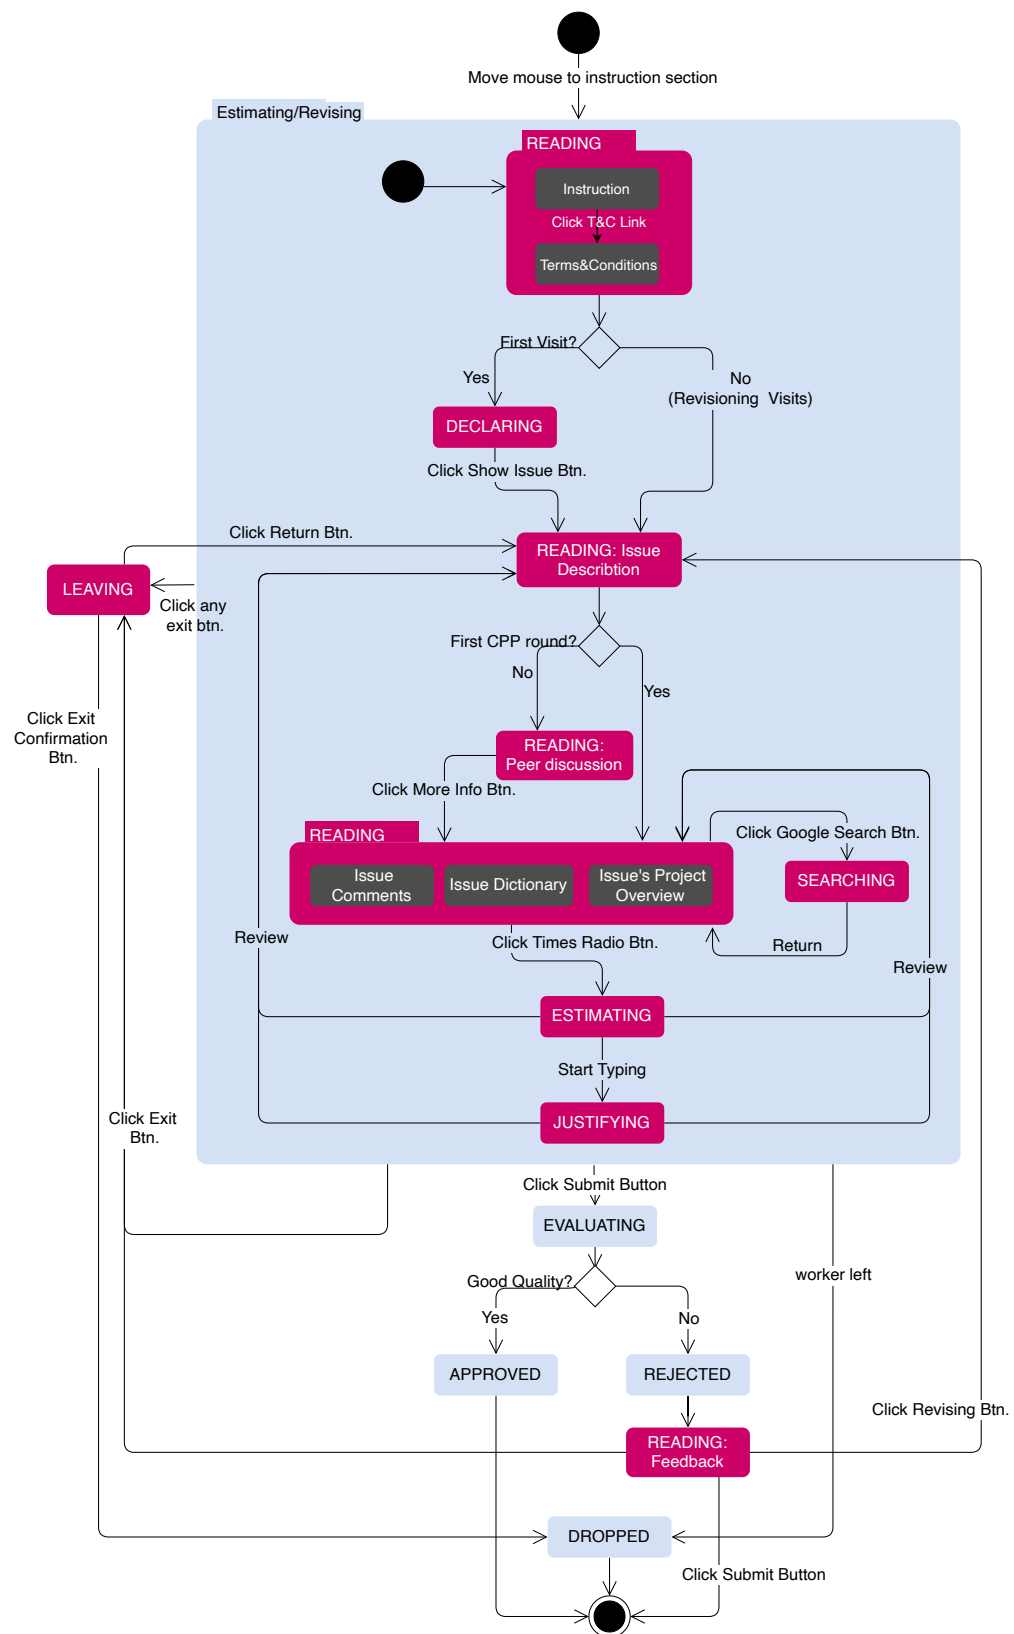 Move mouse to instruction section
Estimating/Revising
READING
Instruction
Click T&C Link
Terms&Conditions
First Visit?
Yes
No
(Revisioning  Visits)
DECLARING
Click Show Issue Btn.
Click Return Btn.
READING: Issue
Describtion
LEAVING
Click any
exit btn.
First CPP round?
No
Yes
Click Exit
Confirmation
Btn.
READING:
Peer discussion
Click More Info Btn.
READING
Issue
Comments
Issue Dictionary
Issue's Project
Overview
Click Google Search Btn.
SEARCHING
Return
Click Times Radio Btn.
Review
Review
ESTIMATING
Start Typing
JUSTIFYING
Click Exit
Btn.
Click Submit Button
EVALUATING
worker left
Good Quality?
Yes
No
APPROVED
REJECTED
Click Revising Btn.
READING:
Feedback
DROPPED
Click Submit Button